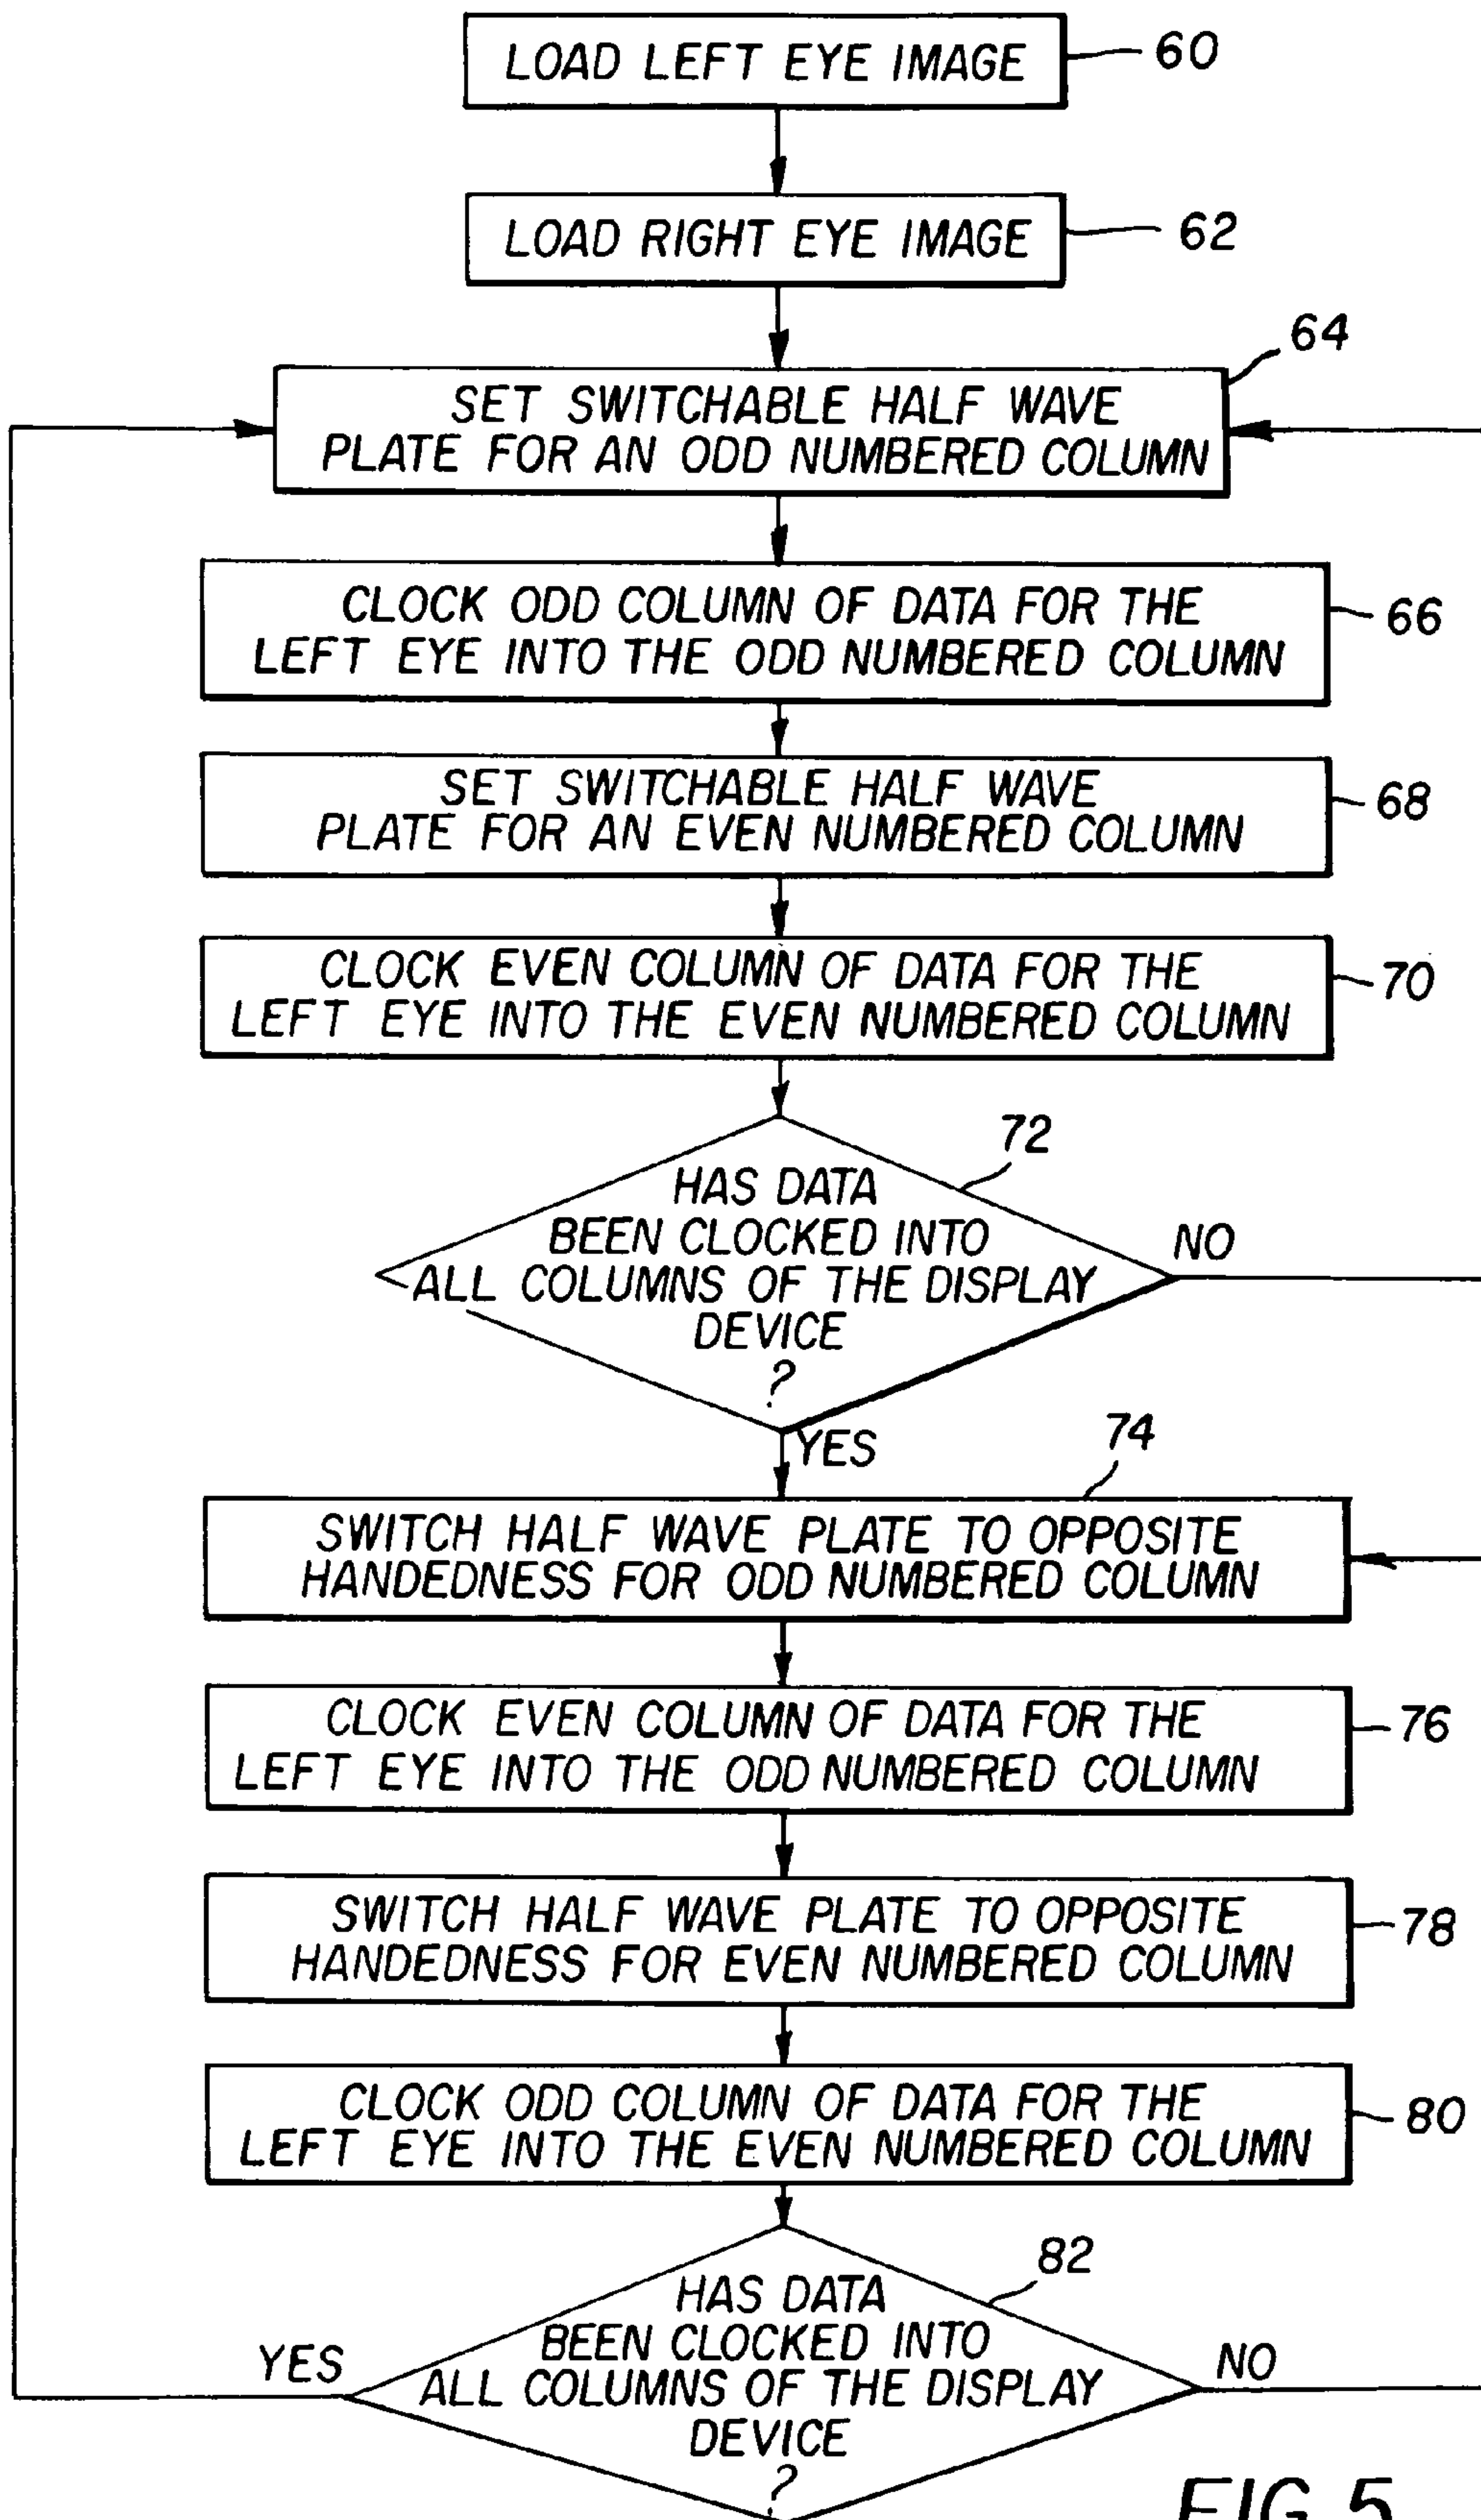 LOAD LEFT EYE IMAGE
60
LOAD RIGHT EYE IMAGE
62
64
SET SWITCHABLE HALF WAVE
PLATE FOR AN ODD NUMBERED COLUMN
CLOCK ODD COLUMN OF DATA FOR THE
LEFT EYE INTO THE ODD NUMBERED COLUMN
66
SET SWITCHABLE HALF WAVE
PLATE FOR AN EVEN NUMBERED COLUMN
68
CLOCK EVEN COLUMN OF DATA FOR THE
LEFT EYE INTO THE EVEN NUMBERED COLUMN
70
72
HAS DATA
BEEN CLOCKED INTO
ALL COLUMNS OF THE DISPLAY
DEVICE
?
NO
YES
74
SWITCH HALF WAVE PLATE TO OPPOSITE
HANDEDNESS FOR ODD NUMBERED COLUMN
CLOCK EVEN COLUMN OF DATA FOR THE
LEFT EYE INTO THE ODD NUMBERED COLUMN
76
SWITCH HALF WAVE PLATE TO OPPOSITE
HANDEDNESS FOR EVEN NUMBERED COLUMN
78
CLOCK ODD COLUMN OF DATA FOR THE
LEFT EYE INTO THE EVEN NUMBERED COLUMN
80
82
HAS DATA
BEEN CLOCKED INTO
ALL COLUMNS OF THE DISPLAY
DEVICE
?
YES
NO
FIG. 5